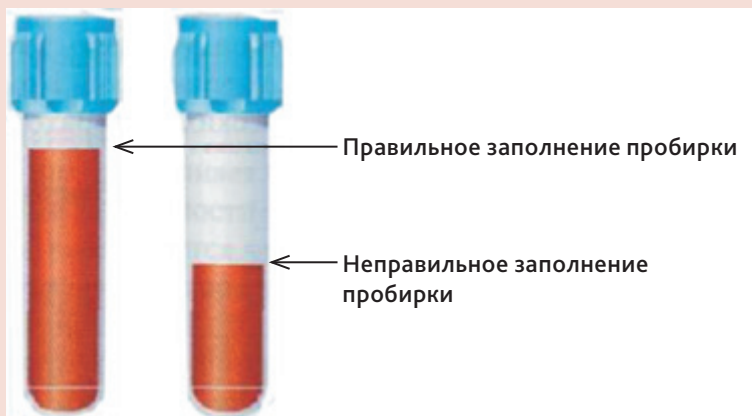 Правильное заполнение пробирки
Неправильное заполнение
пробирки